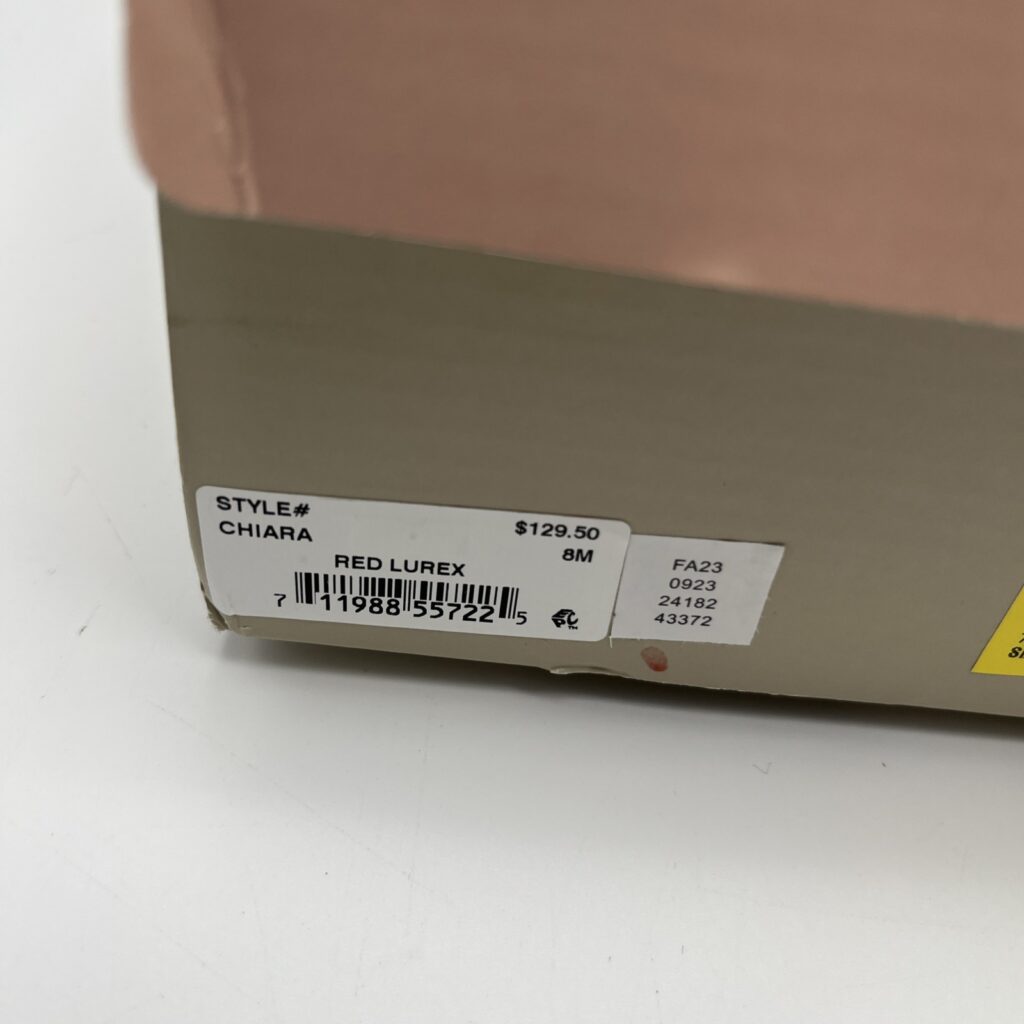 STYLE#
CHIARA
$129.50
8M
RED LUREX
7 11988 55722 5
FA23
0923
24182
43372